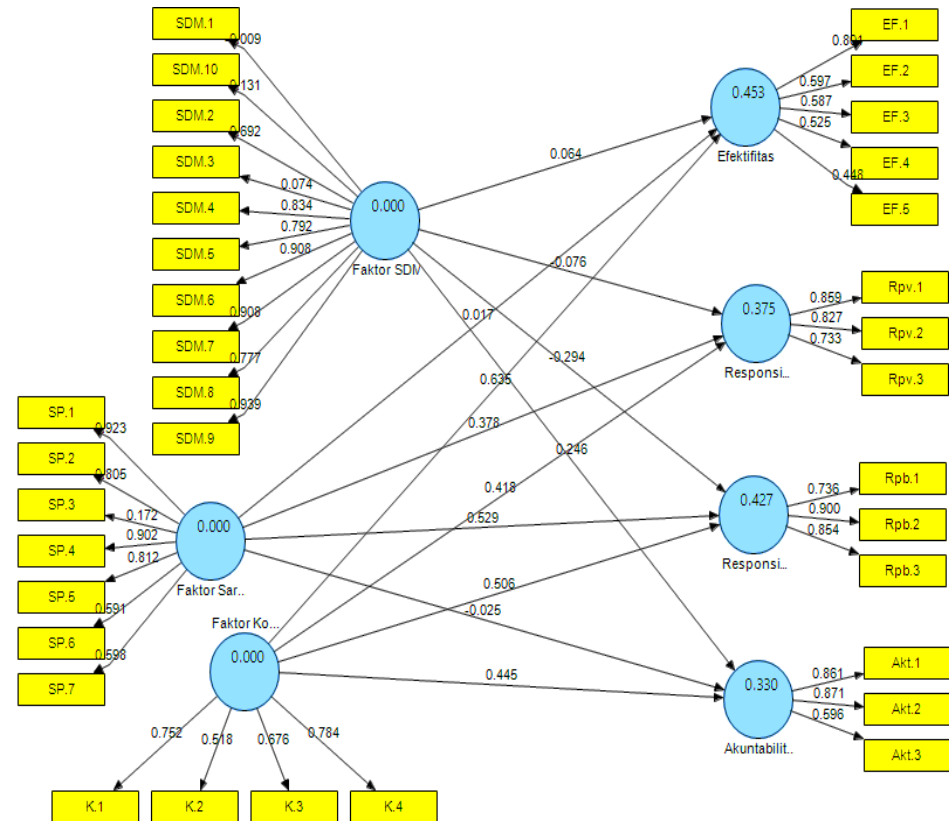 SDM.1
SDM.10
SDM.2
SDM.3
SDM.4
SDM.5
SDM.6
SDM.7
SDM.8
SDM.9
0.009
0.131
0.692
0.074
0.834
0.792
0.908
0.908
0.777
0.939
0.000
Faktor SDM
SP.1
SP.2
SP.3
SP.4
SP.5
SP.6
SP.7
0.923
0.805
0.172
0.902
0.812
0.591
0.598
0.000
Faktor Sar..
Faktor Ko...
0.000
0.752
0.518
0.676
0.784
K.1
K.2
K.3
K.4
0.064
-0.076
0.017
-0.294
0.635
0.378
0.246
0.418
0.529
0.506
-0.025
0.445
0.453
Efektifitas
0.597
0.587
0.525
0.448
EF.1
EF.2
EF.3
EF.4
EF.5
0.375
Responsi..
0.859
0.827
0.733
Rpv.1
Rpv.2
Rpv.3
0.427
Responsi...
0.736
0.900
0.854
Rpb.1
Rpb.2
Rpb.3
0.330
Akuntabilit..
0.861
0.871
0.596
Akt.1
Akt.2
Akt.3